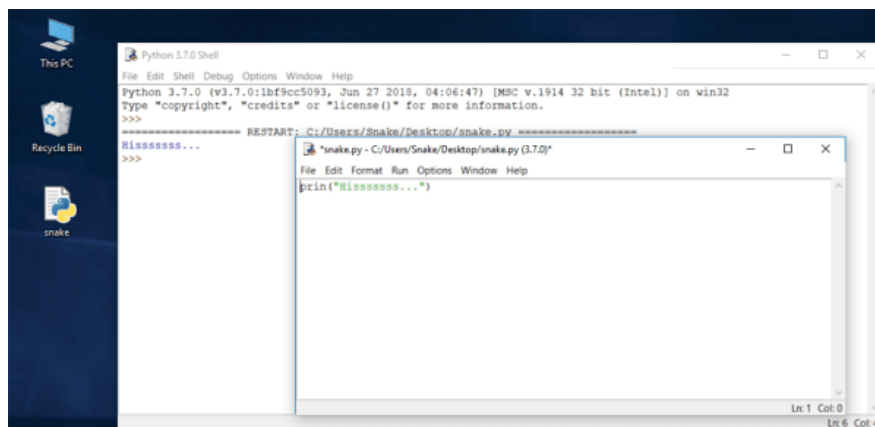 This PC
Recycle Bin
snake
Python 3.7.0 Shell
File Edit Shell Debug Options Window Help
Python 3.7.0 (v3.7.0:1bf9cc5093, Jun 27 2018, 04:06:47) [MSC v.1914 32 bit (Intel)] on win32
Type "copyright", "credits" or "license()" for more information.
>>>
================== RESTART: C:/Users/Snake/Desktop/snake.py ==================
Hisssssss...
>>>
*snake.py - C:/Users/Snake/Desktop/snake.py (3.7.0)*
File Edit Format Run Options Window Help
prin("Hisssssss...")
Ln: 1 Col: 0
Ln: 6 Col: 4